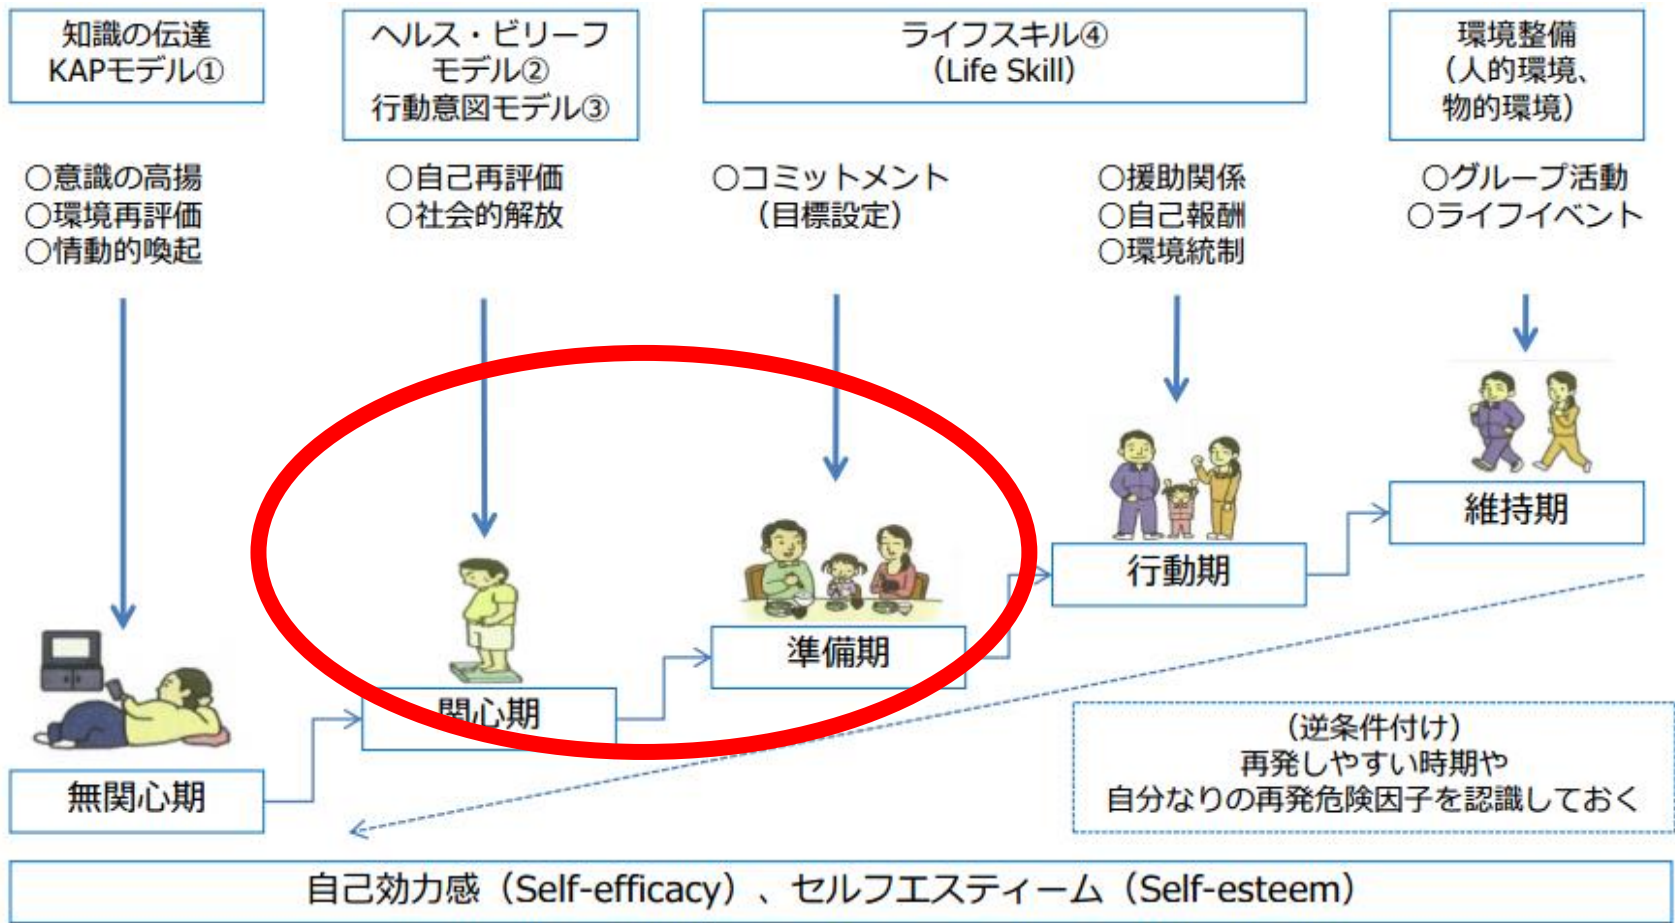 知識の伝達
KAPモデル①
ヘルス・ビリーフ
モデル②
行動意図モデル③
ライフスキル④
（Life Skill）
環境整備
（人的環境、
物的環境）
○意識の高揚
○環境再評価
○情動的喚起
○自己再評価
○社会的解放
○コミットメント
（目標設定）
○援助関係
○自己報酬
○環境統制
○グループ活動
○ライフイベント
無関心期
関心期
準備期
行動期
維持期
（逆条件付け）
再発しやすい時期や
自分なりの再発危険因子を認識しておく
自己効力感（Self-efficacy）、セルフエスティーム（Self-esteem）